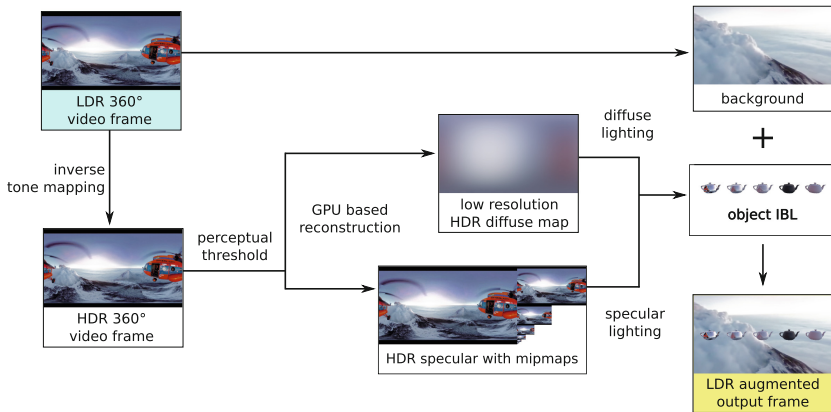 LDR 360°
video frame
background
+
inverse
tone mapping
diffuse
lighting
low resolution
HDR diffuse map
GPU based
reconstruction
perceptual
threshold
object IBL
HDR 360°
video frame
HDR specular with mipmaps
specular
lighting
LDR augmented
output frame